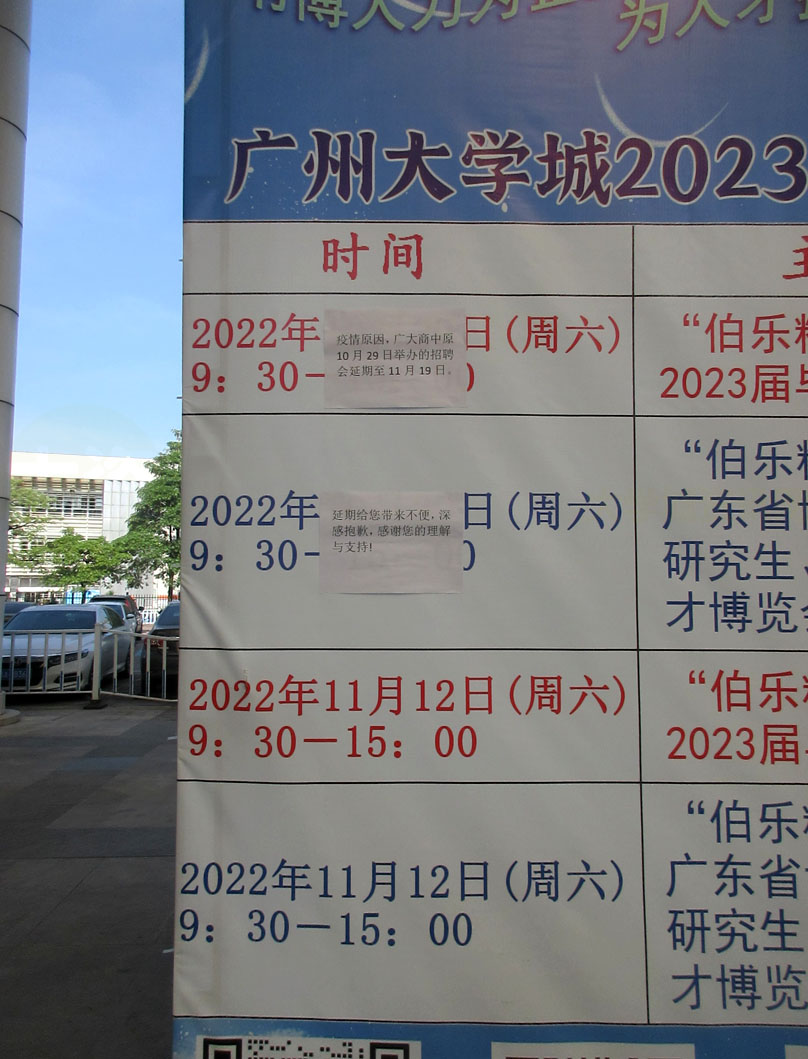 博人力为
为人才
广州大学城2023
时间
2022年
日(周六)
9：30-
疫情原因，广大商中原
10月29日举办的招聘
会延期至11月19日。
“伯乐
2023届
2022年
日(周六)
9：30-
0
延期给您带来不便，深
感抱歉，感谢您的理解
与支持！
“伯乐
广东省
研究生、
才博览
2022年11月12日(周六)
9：30－15：00
“伯乐
2023届
2022年11月12日(周六)
9：30－15：00
“伯乐
广东省
研究生
才博览